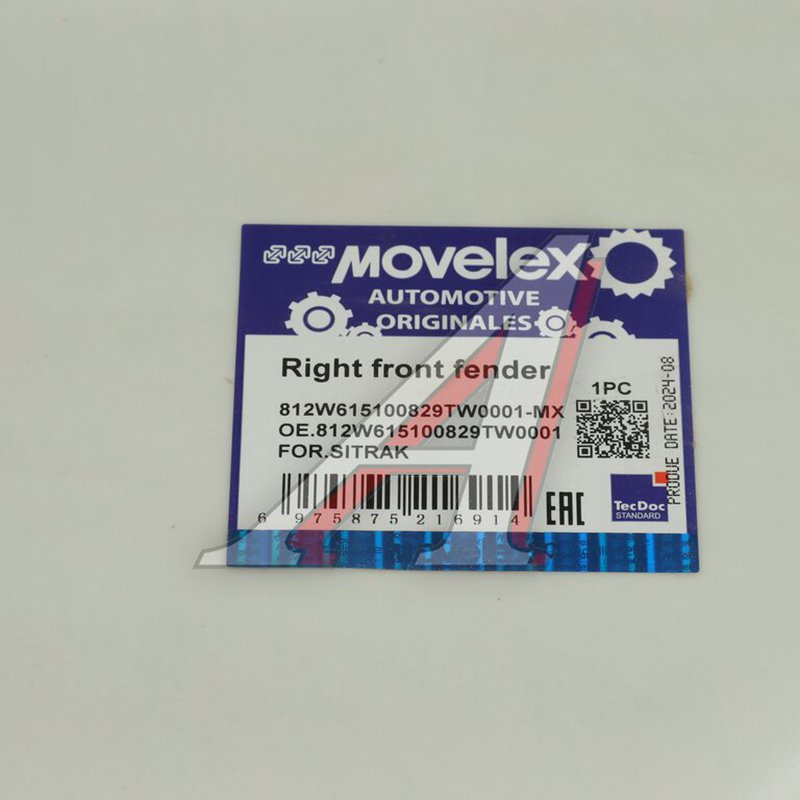 MOVELEX
AUTOMOTIVE
ORIGINALES
Right front fender
812W615100829TW0001-MX
OE.812W615100829TW0001
FOR.SITRAK
1PC
PRODUE DATE:2024-08
6 975875 216914
EAC
TecDoc
STANDARD